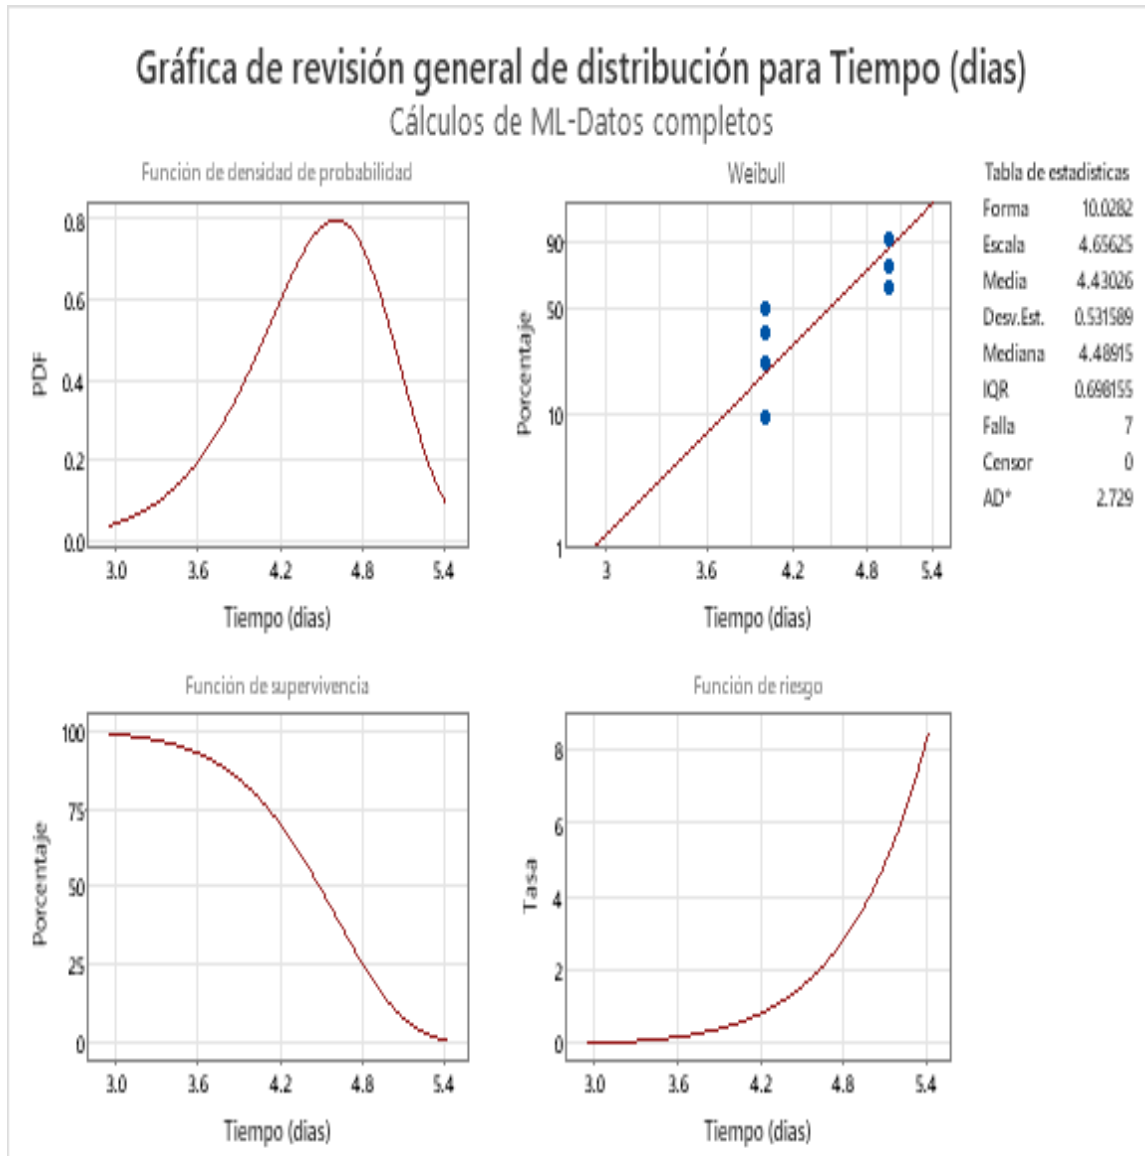 Gráfica de revisión general de distribución para Tiempo (dias)
Cálculos de ML-Datos completos
Función de densidad de probabilidad
0.8
0.6
0.4
0.2
0.0
PDF
3.0 3.6 4.2 4.8 5.4
Tiempo (dias)
Weibull
90
50
10
1
Porcentaje
3 3.6 4.2 4.8 5.4
Tiempo (dias)
Tabla de estadisticas
Forma 10.0282
Escala 4.65625
Media 4.43026
Desv.Est. 0.531589
Mediana 4.48915
IQR 0.698155
Falla 7
Censor 0
AD* 2.729
Función de supervivencia
100
75
50
25
0
Porcentaje
3.0 3.6 4.2 4.8 5.4
Tiempo (dias)
Función de riesgo
8
6
4
2
0
Tasa
3.0 3.6 4.2 4.8 5.4
Tiempo (dias)